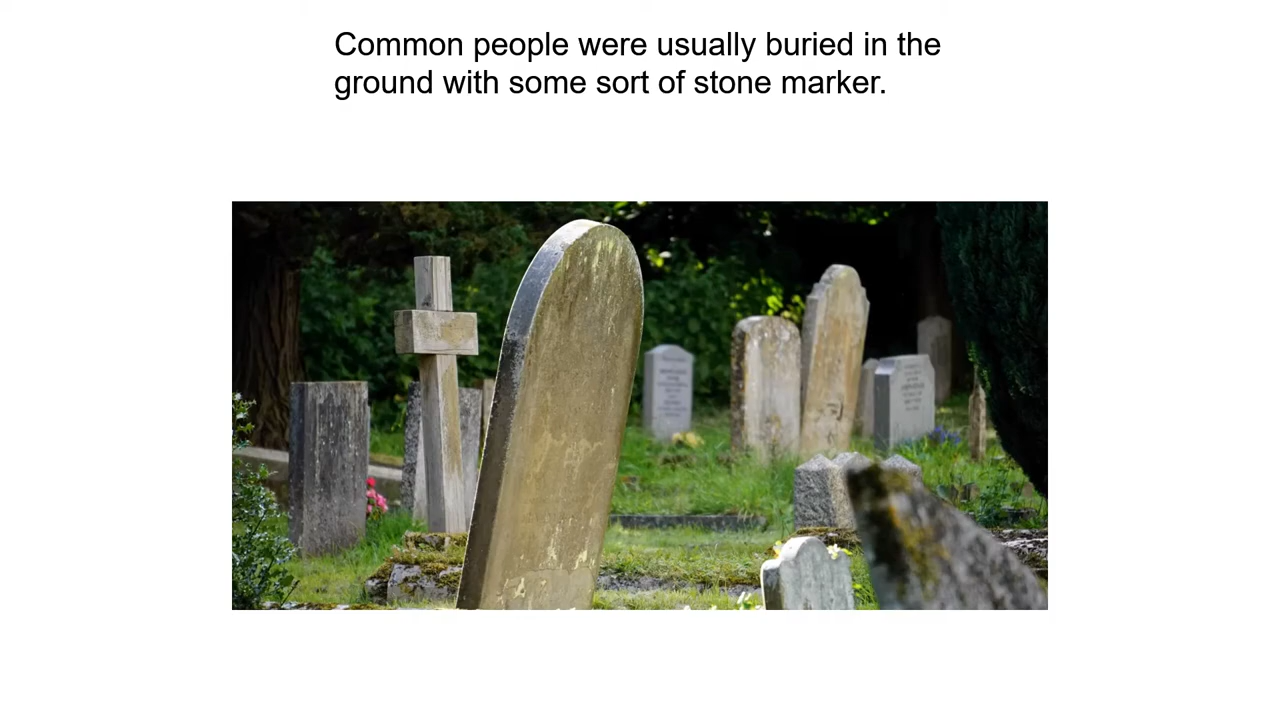 Common people were usually buried in the
ground with some sort of stone marker.